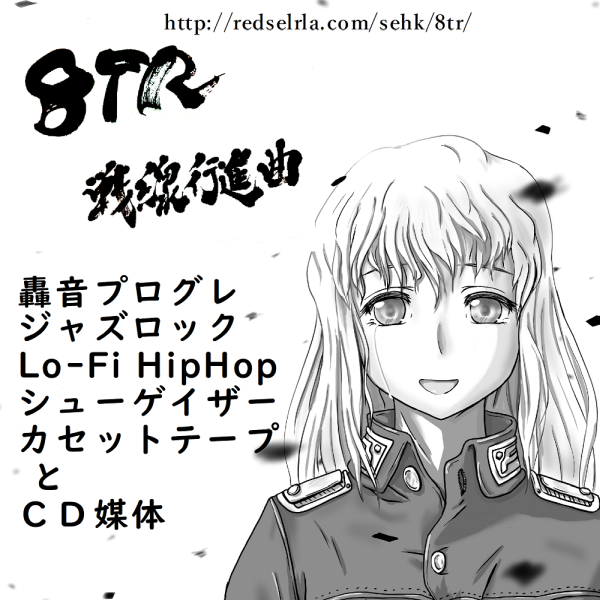 http://redselrla.com/sehk/8tr/
8TR
戦線行進曲
轟音プログレ
ジャズロック
Lo-Fi HipHop
シューゲイザー
カセットテープ
と
ＣＤ媒体